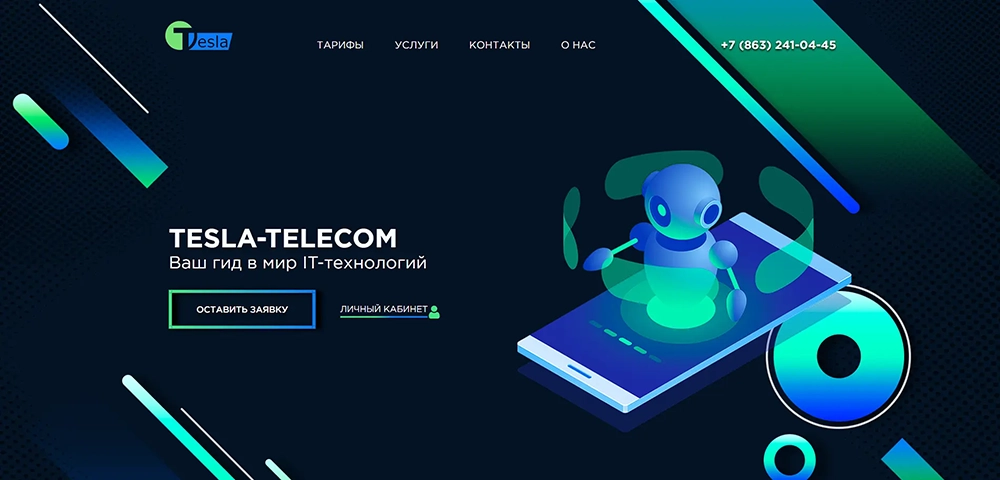 Tesla
ТАРИФЫ УСЛУГИ КОНТАКТЫ О НАС +7 (863) 241-04-45
TESLA-TELECOM
Ваш гид в мир IT-технологий
ОСТАВИТЬ ЗАЯВКУ ЛИЧНЫЙ КАБИНЕТ